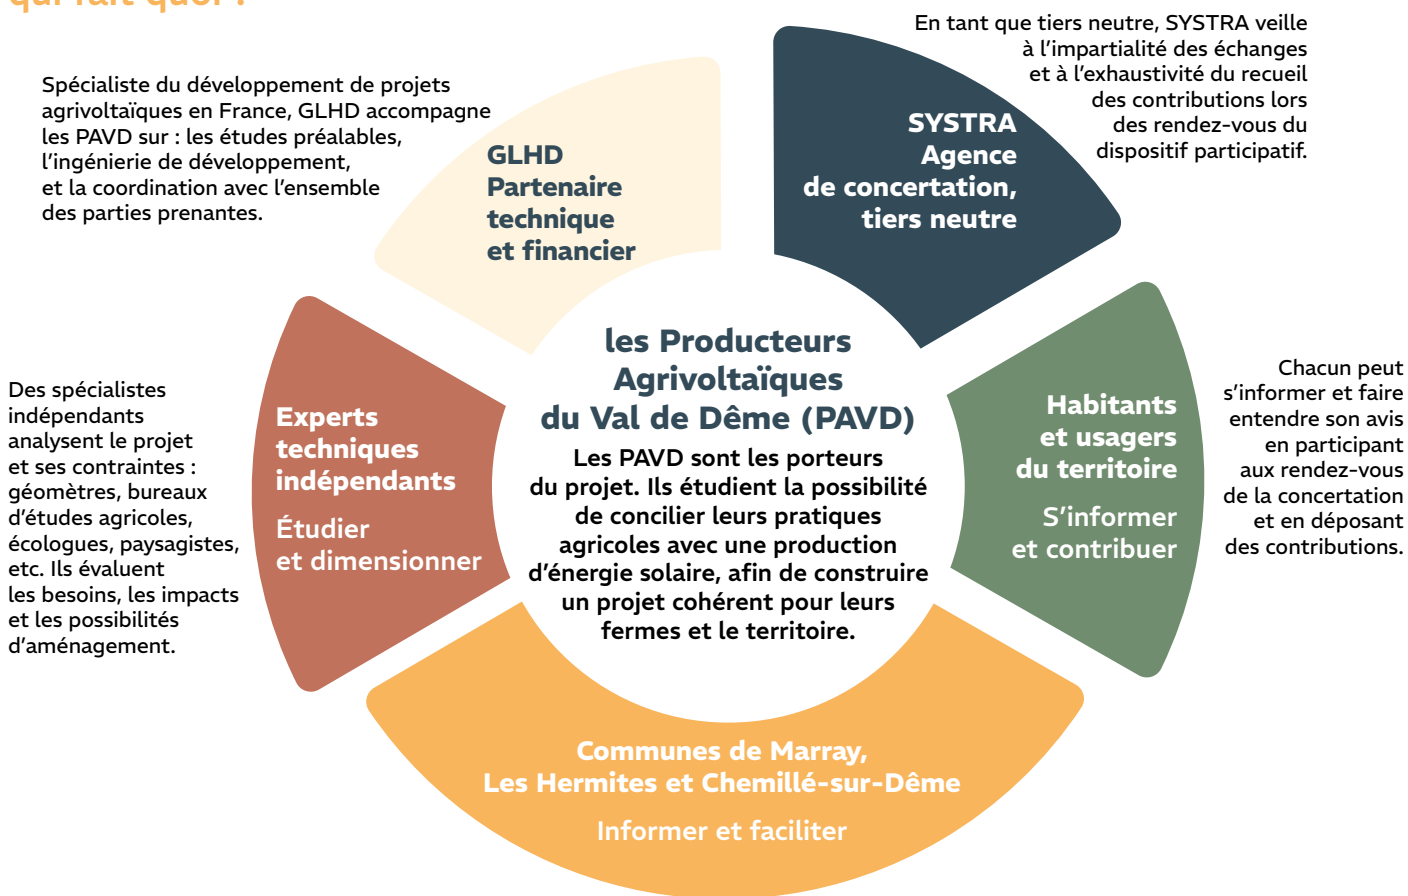 qui fait quoi ?
En tant que tiers neutre, SYSTRA veille
à l’impartialité des échanges
et à l’exhaustivité du recueil
des contributions lors
des rendez-vous du
dispositif participatif.
Spécialiste du développement de projets
agrivoltaïques en France, GLHD accompagne
les PAVD sur : les études préalables,
l’ingénierie de développement,
et la coordination avec l’ensemble
des parties prenantes.
GLHD
Partenaire
technique
et financier
SYSTRA
Agence
de concertation,
tiers neutre
les Producteurs
Agrivoltaïques
du Val de Dême (PAVD)
Les PAVD sont les porteurs
du projet. Ils étudient la possibilité
de concilier leurs pratiques
agricoles avec une production
d’énergie solaire, afin de construire
un projet cohérent pour leurs
fermes et le territoire.
Des spécialistes
indépendants
analysent le projet
et ses contraintes :
géomètres, bureaux
d’études agricoles,
écologues, paysagistes,
etc. Ils évaluent
les besoins, les impacts
et les possibilités
d’aménagement.
Experts
techniques
indépendants
Étudier
et dimensionner
Habitants
et usagers
du territoire
S’informer
et contribuer
Chacun peut
s’informer et faire
entendre son avis
en participant
aux rendez-vous
de la concertation
et en déposant
des contributions.
Communes de Marray,
Les Hermites et Chemillé-sur-Dême
Informer et faciliter